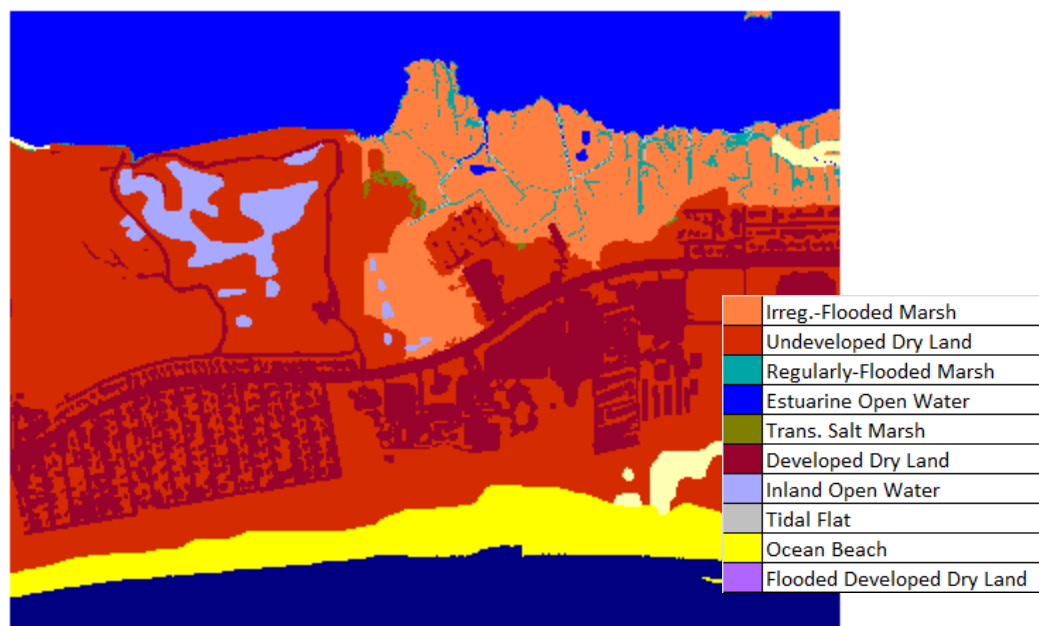 Irreg.-Flooded Marsh
Undeveloped Dry Land
Regularly-Flooded Marsh
Estuarine Open Water
Trans. Salt Marsh
Developed Dry Land
Inland Open Water
Tidal Flat
Ocean Beach
Flooded Developed Dry Land